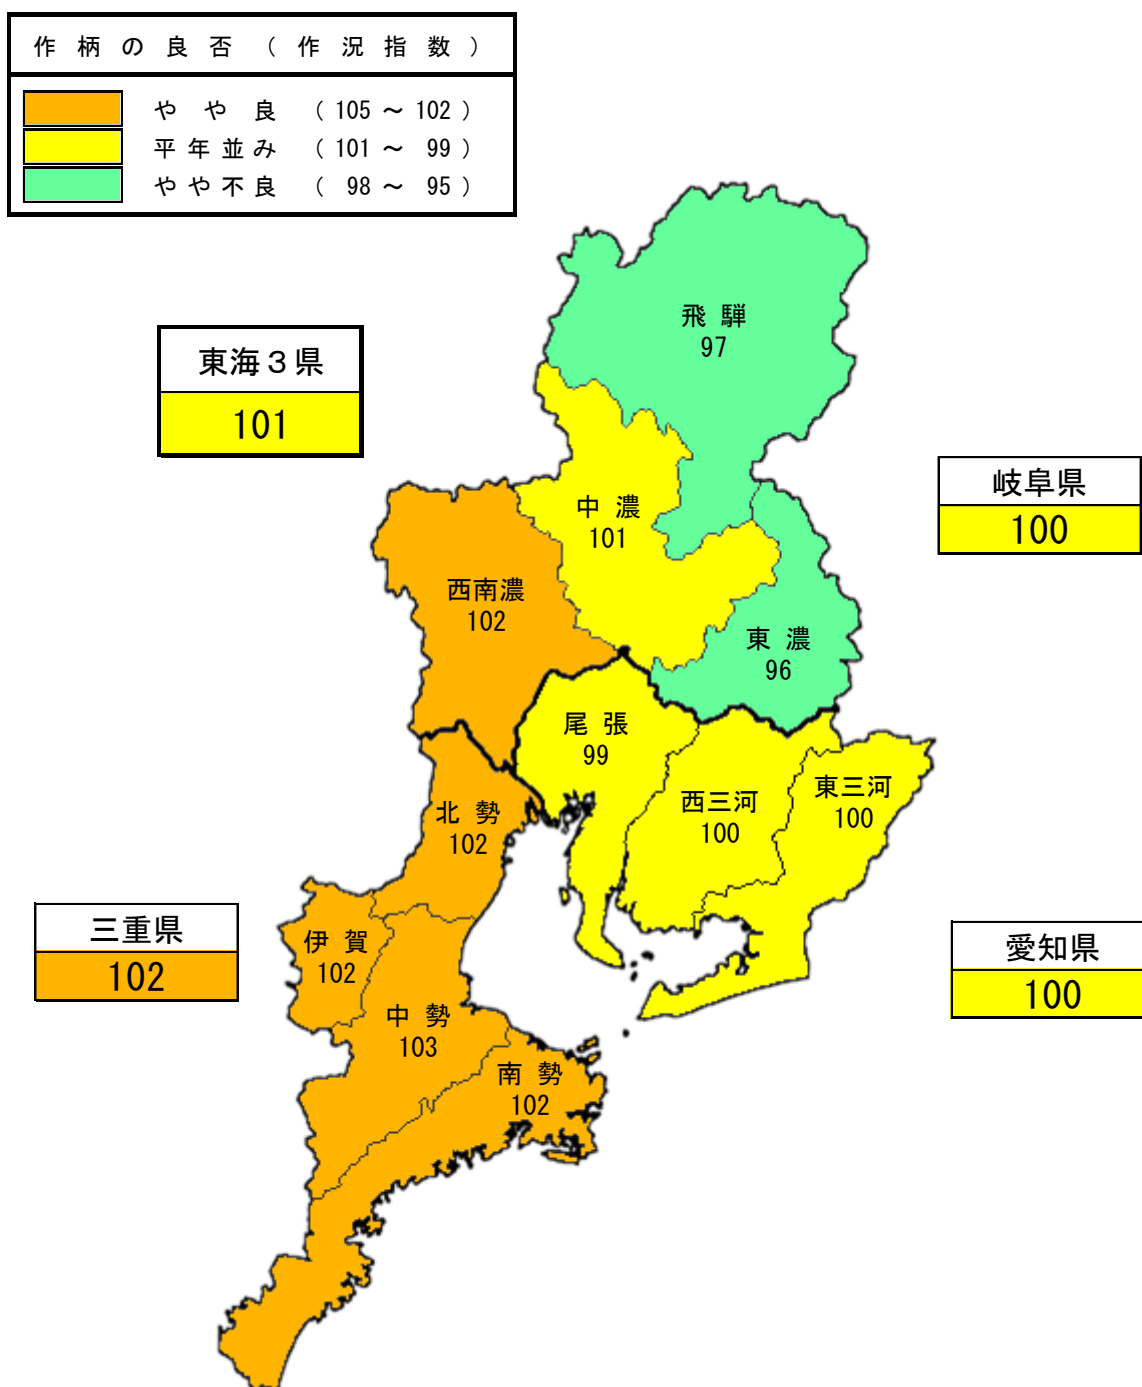 作柄の良否（作況指数）
やや良（105～102）
平年並み（101～99）
やや不良（98～95）
飛騨
97
東海３県
101
岐阜県
100
中濃
101
西南濃
102
東濃
96
尾張
99
西三河
100
東三河
100
北勢
102
三重県
102
伊賀
102
愛知県
100
中勢
103
南勢
102